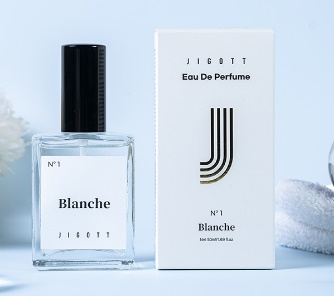 N° 1
Blanche
JIGOTT
JIGOTT
Eau De Perfume
N° 1
Blanche